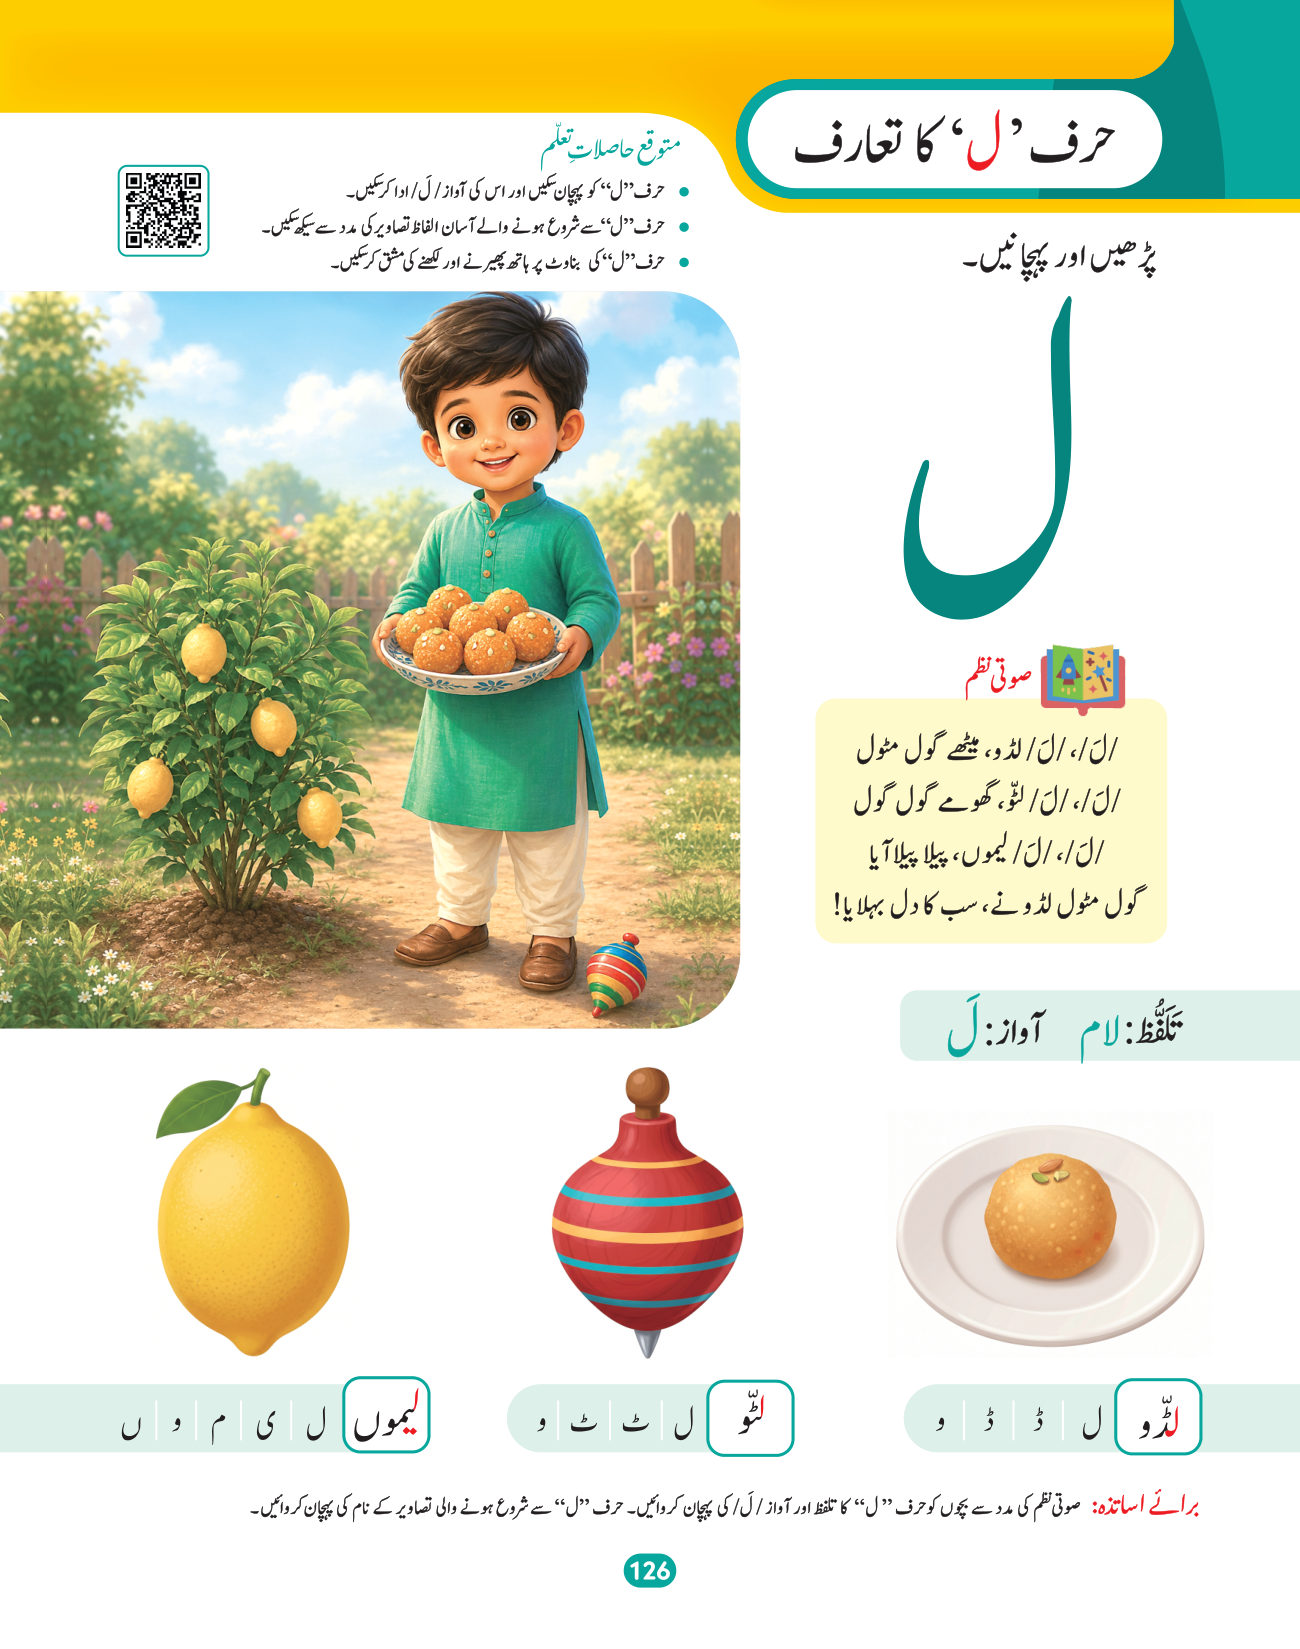 حرف ’ل‘ کا تعارف
متوقع حاصلاتِ تعلّم
حرف ”ل“ کو پہچان سکیں اور اس کی آواز /لَ/ ادا کر سکیں۔
حرف ”ل“ سے شروع ہونے والے آسان الفاظ تصاویر کی مدد سے سیکھ سکیں۔
حرف ”ل“ کی بناوٹ پر ہاتھ پھیرنے اور لکھنے کی مشق کر سکیں۔
پڑھیں اور پہچانیں۔
ل
صوتی نظم
/لَ/، /لَ/ لڈو، میٹھے گول مٹول
/لَ/، /لَ/ لٹّو، گھومے گول گول
/لَ/، /لَ/ لیموں، پیلا پیلا آیا
گول مٹول لڈو نے، سب کا دل بہلایا!
تَلَفُّظ: لام آواز: لَ
لڈّو ل ڈ ڈ و
لٹّو ل ٹ ٹ و
لیموں ل ی م و ں
برائے اساتذہ: صوتی نظم کی مدد سے بچوں کو حرف ”ل“ کا تلفظ اور آواز /لَ/ کی پہچان کروائیں۔ حرف ”ل“ سے شروع ہونے والی تصاویر کے نام کی پہچان کروائیں۔
126